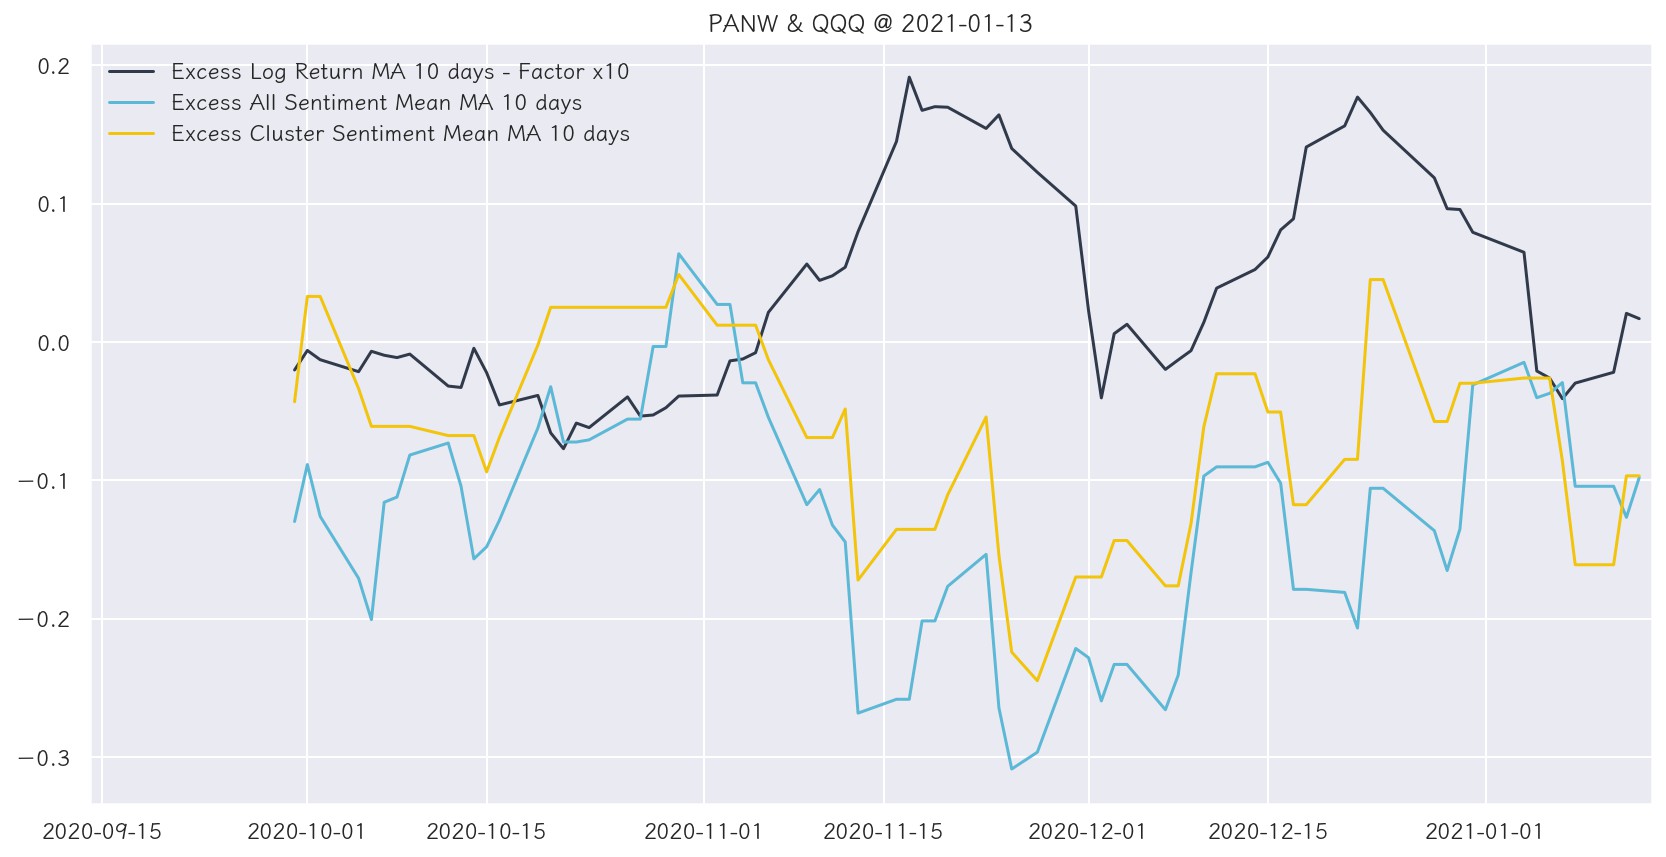 PANW & QQQ @ 2021-01-13
Excess Log Return MA 10 days - Factor x10
Excess All Sentiment Mean MA 10 days
Excess Cluster Sentiment Mean MA 10 days
0.2
0.1
0.0
−0.1
−0.2
−0.3
2020-09-15 2020-10-01 2020-10-15 2020-11-01 2020-11-15 2020-12-01 2020-12-15 2021-01-01